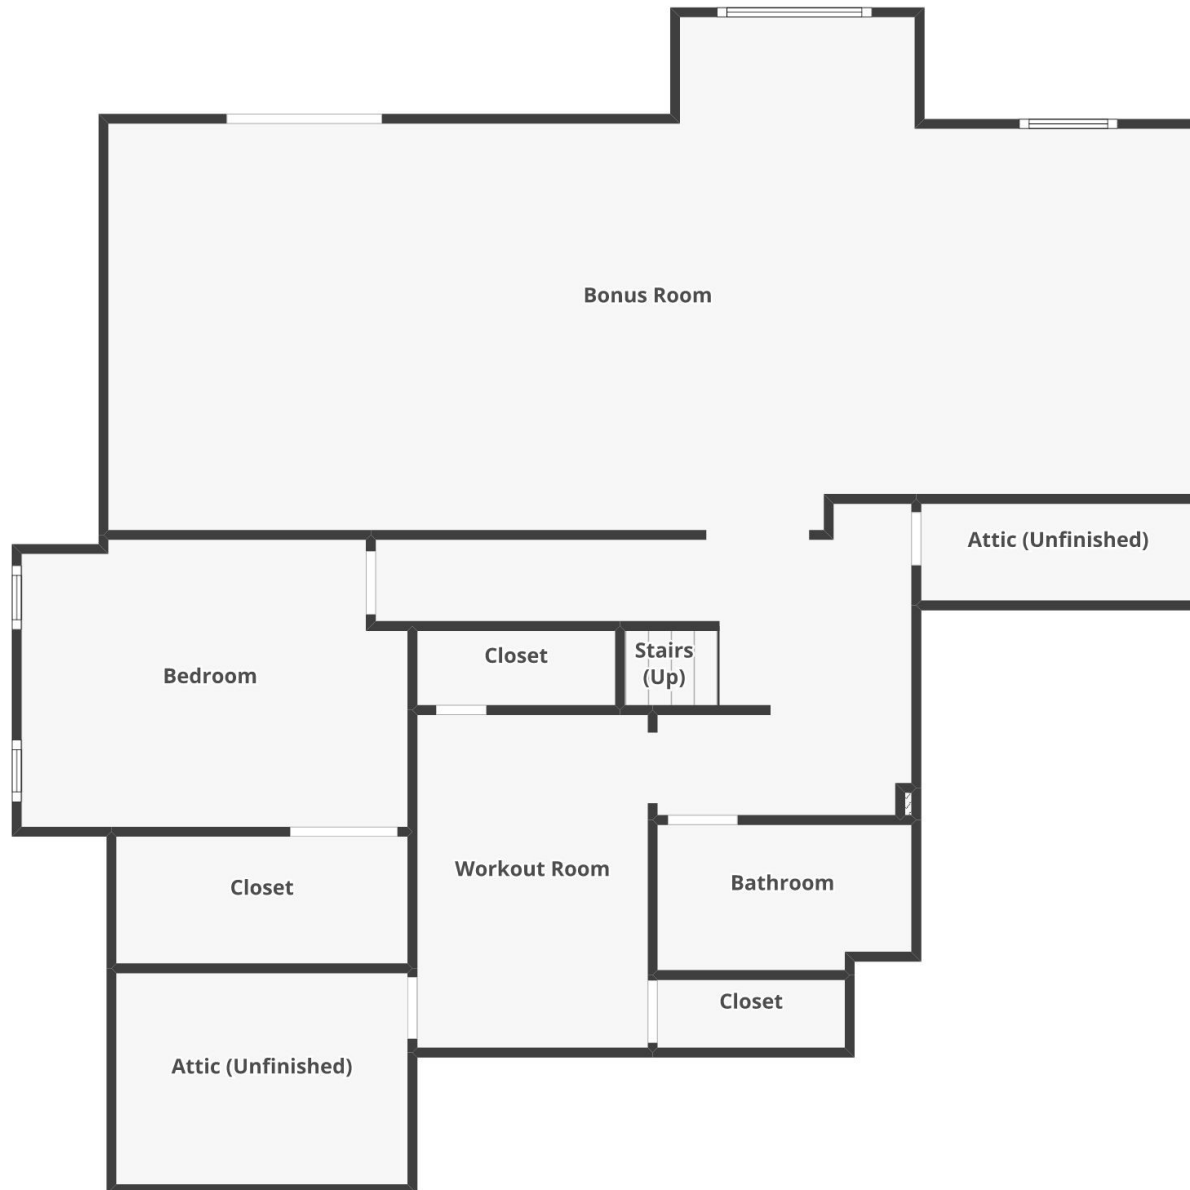 Bonus Room
Attic (Unfinished)
Closet
Stairs
(Up)
Bedroom
Workout Room
Bathroom
Closet
Closet
Attic (Unfinished)